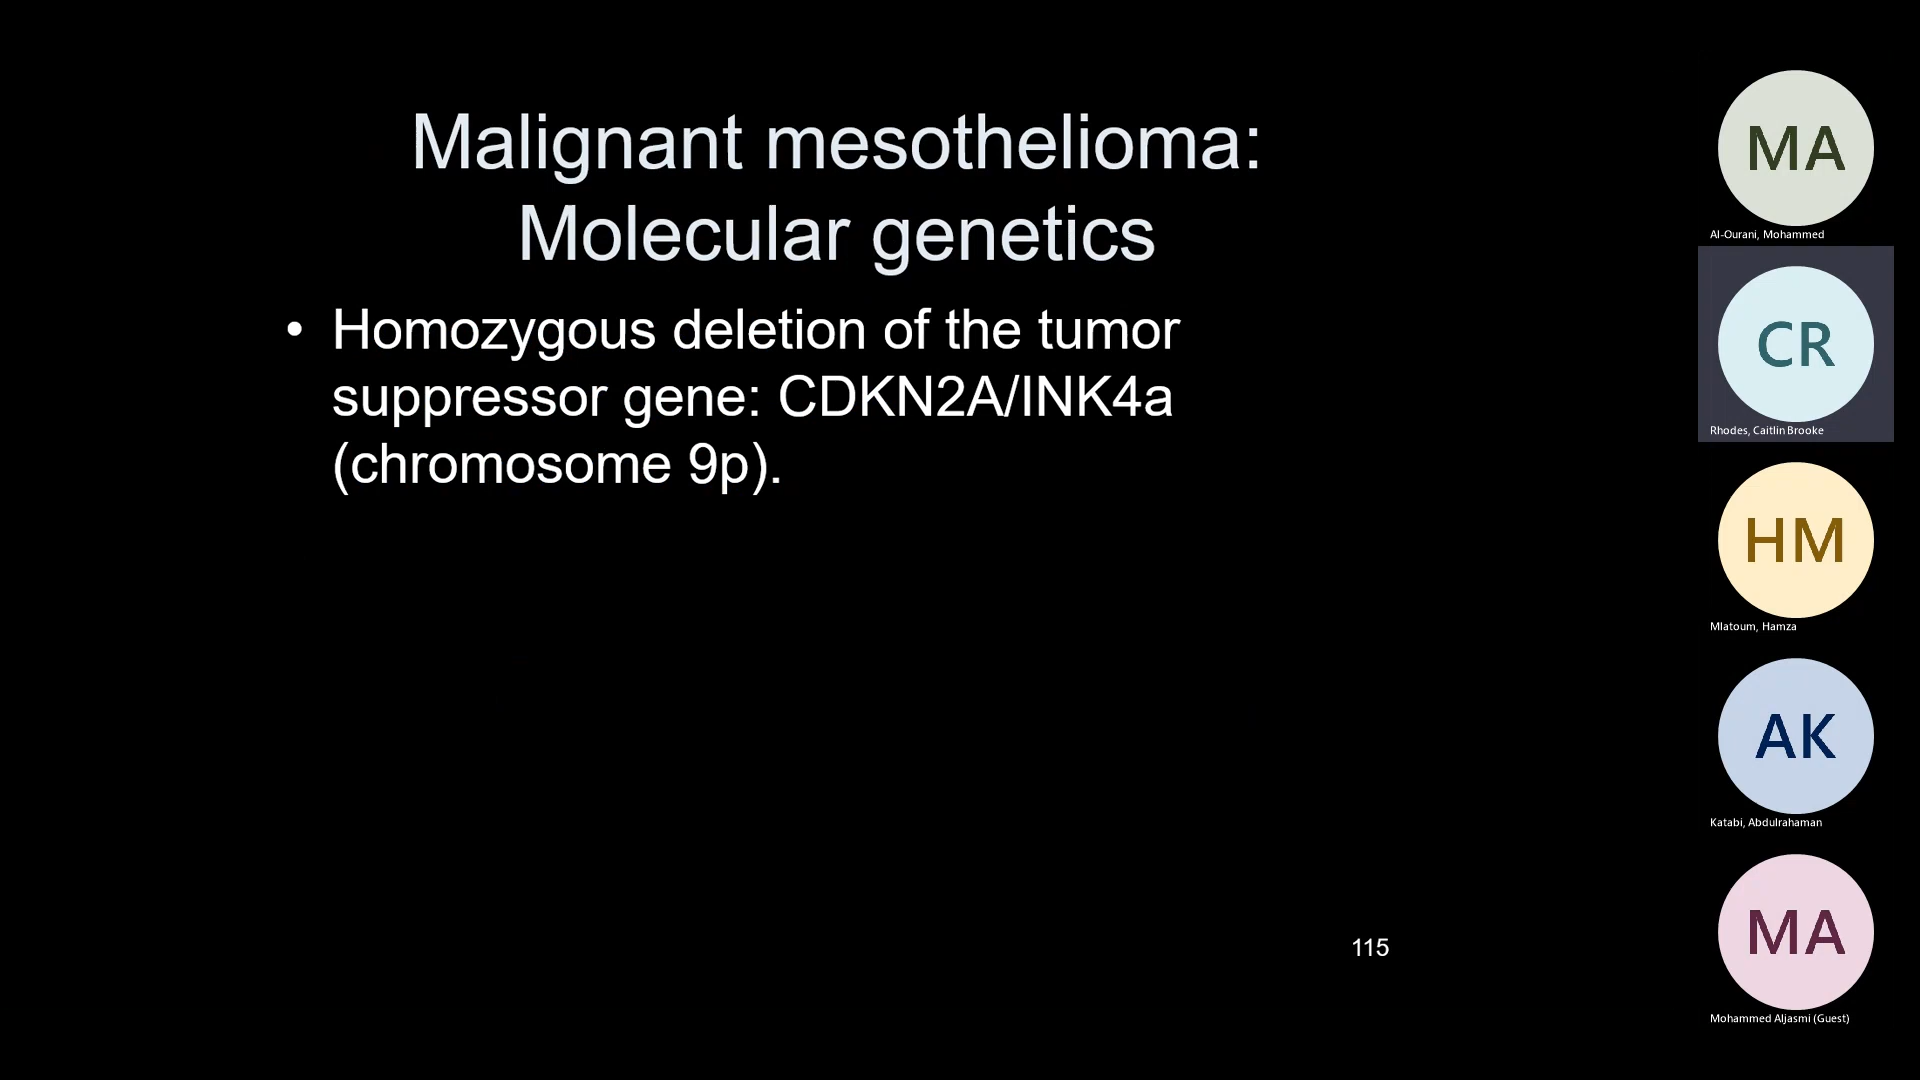 Malignant mesothelioma:
Molecular genetics
• Homozygous deletion of the tumor
suppressor gene: CDKN2A/INK4a
(chromosome 9p).
115
MA
Al-Ourani, Mohammed
CR
Rhodes, Caitlin Brooke
HM
Mlatoum, Hamza
AK
Katabi, Abdulrahaman
MA
Mohammed Aljasmi (Guest)